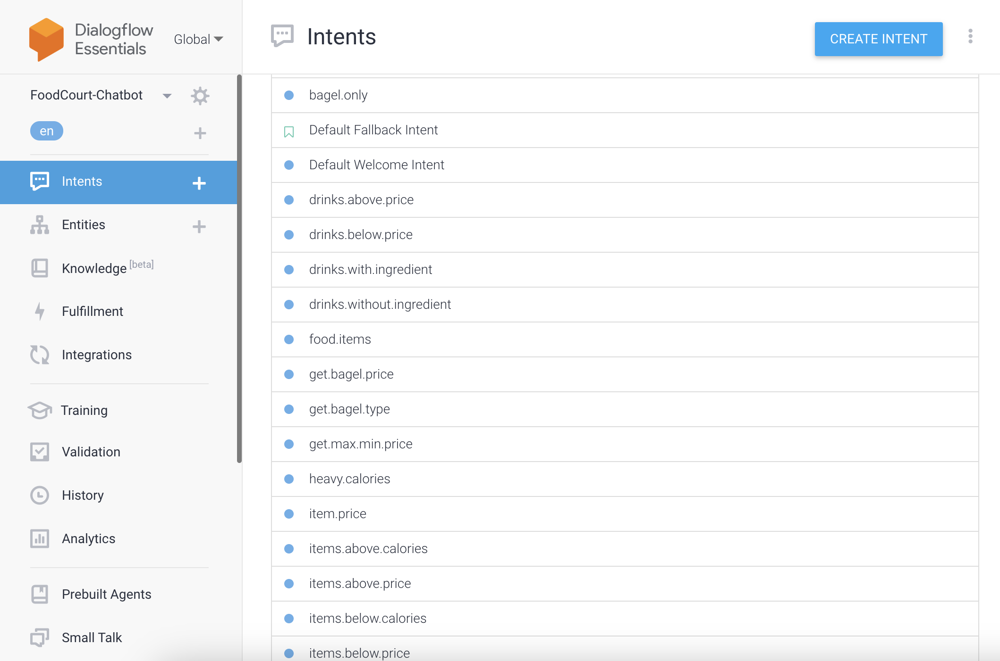 Dialogflow
Essentials
Global
FoodCourt-Chatbot
en
Intents
Entities
Knowledge [beta]
Fulfillment
Integrations
Training
Validation
History
Analytics
Prebuilt Agents
Small Talk
Intents
CREATE INTENT
bagel.only
Default Fallback Intent
Default Welcome Intent
drinks.above.price
drinks.below.price
drinks.with.ingredient
drinks.without.ingredient
food.items
get.bagel.price
get.bagel.type
get.max.min.price
heavy.calories
item.price
items.above.calories
items.above.price
items.below.calories
items.below.price